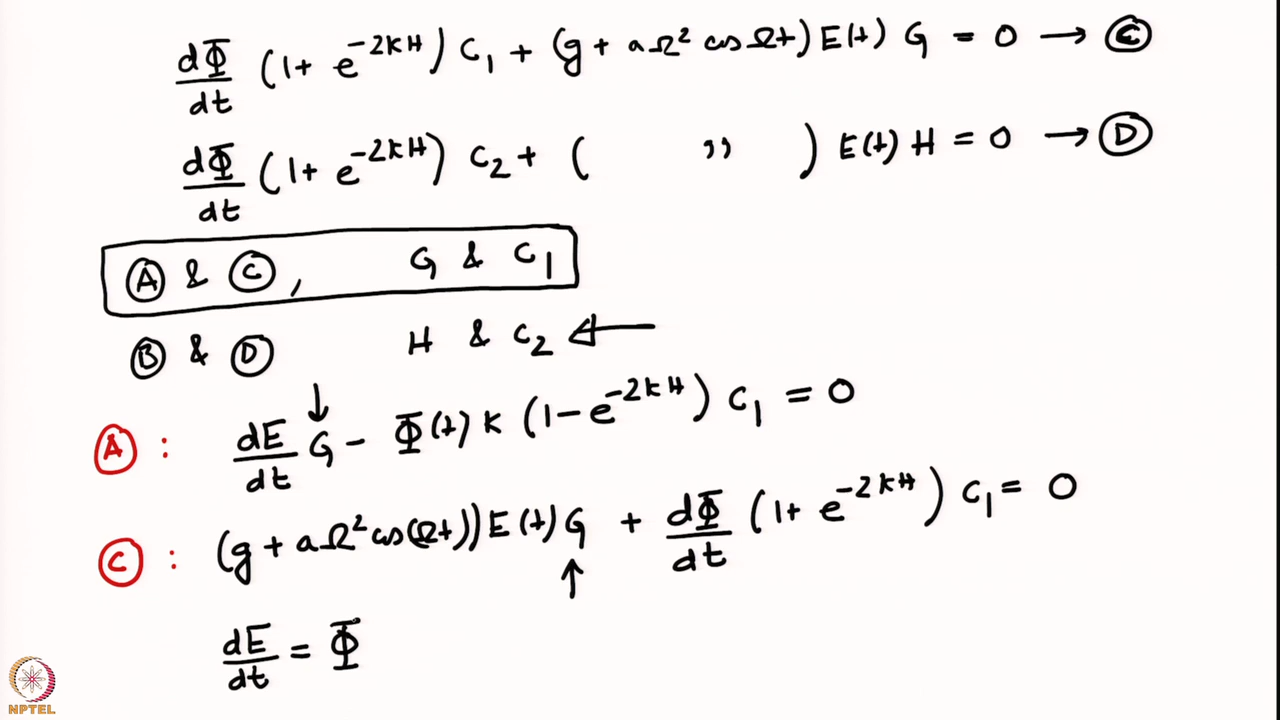 dΦ/dt (1 + e^{-2kH}) C₁ + (g + aΩ² cos Ωt) E(t) G = 0 → Ⓒ
dΦ/dt (1 + e^{-2kH}) C₂ + ( ,, ) E(t) H = 0 → Ⓓ
Ⓐ & Ⓒ, G & C₁
Ⓑ & Ⓓ H & C₂ ⇐
Ⓐ : dE/dt G - Φ(t) k (1 - e^{-2kH}) C₁ = 0
Ⓒ : (g + aΩ² cos(Ωt)) E(t) G + dΦ/dt (1 + e^{-2kH}) C₁ = 0
dE/dt = Φ
NPTEL